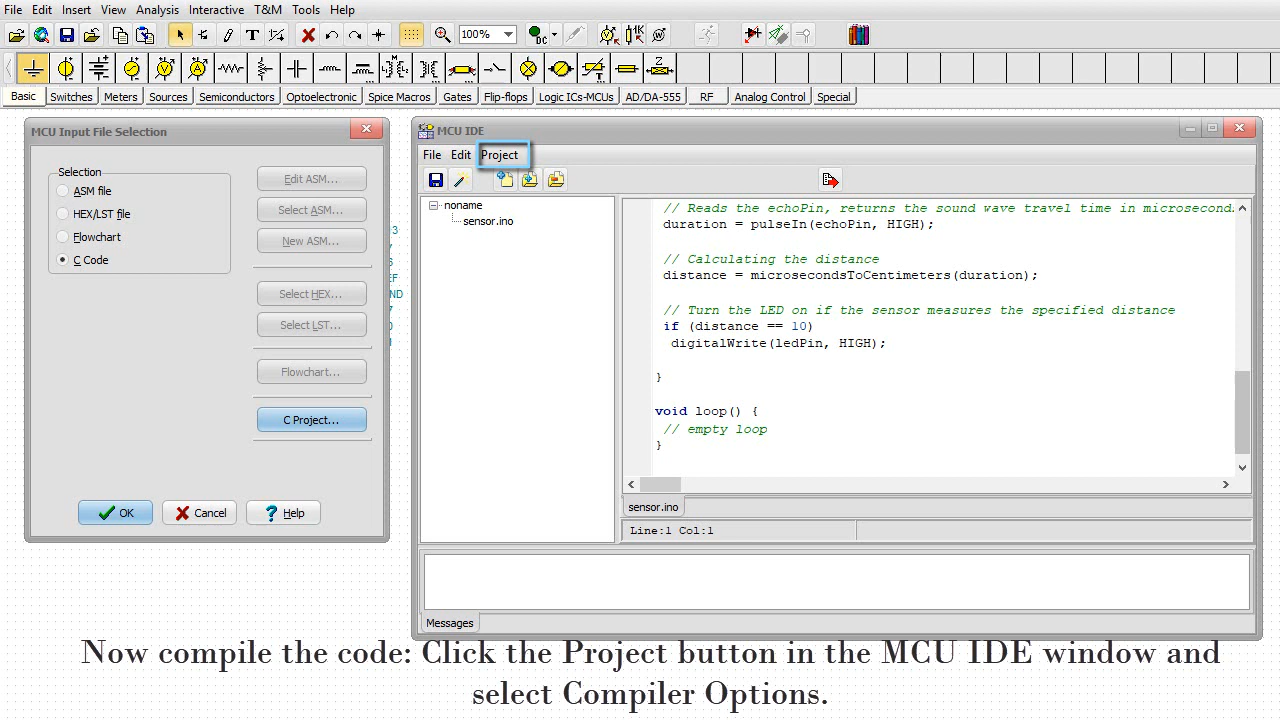 File Edit Insert View Analysis Interactive T&M Tools Help
100%
DC
1K
Z
Basic Switches Meters Sources Semiconductors Optoelectronic Spice Macros Gates Flip-flops Logic ICs-MCUs AD/DA-555 RF Analog Control Special
MCU Input File Selection
Selection
ASM file
HEX/LST file
Flowchart
C Code
Edit ASM...
Select ASM...
New ASM...
Select HEX...
Select LST...
Flowchart...
C Project...
OK Cancel Help
MCU IDE
File Edit Project
noname
sensor.ino
// Reads the echoPin, returns the sound wave travel time in microsecond
duration = pulseIn(echoPin, HIGH);
// Calculating the distance
distance = microsecondsToCentimeters(duration);
// Turn the LED on if the sensor measures the specified distance
if (distance == 10)
digitalWrite(ledPin, HIGH);
}
void loop() {
// empty loop
}
sensor.ino
Line:1 Col:1
Messages
Now compile the code: Click the Project button in the MCU IDE window and
select Compiler Options.